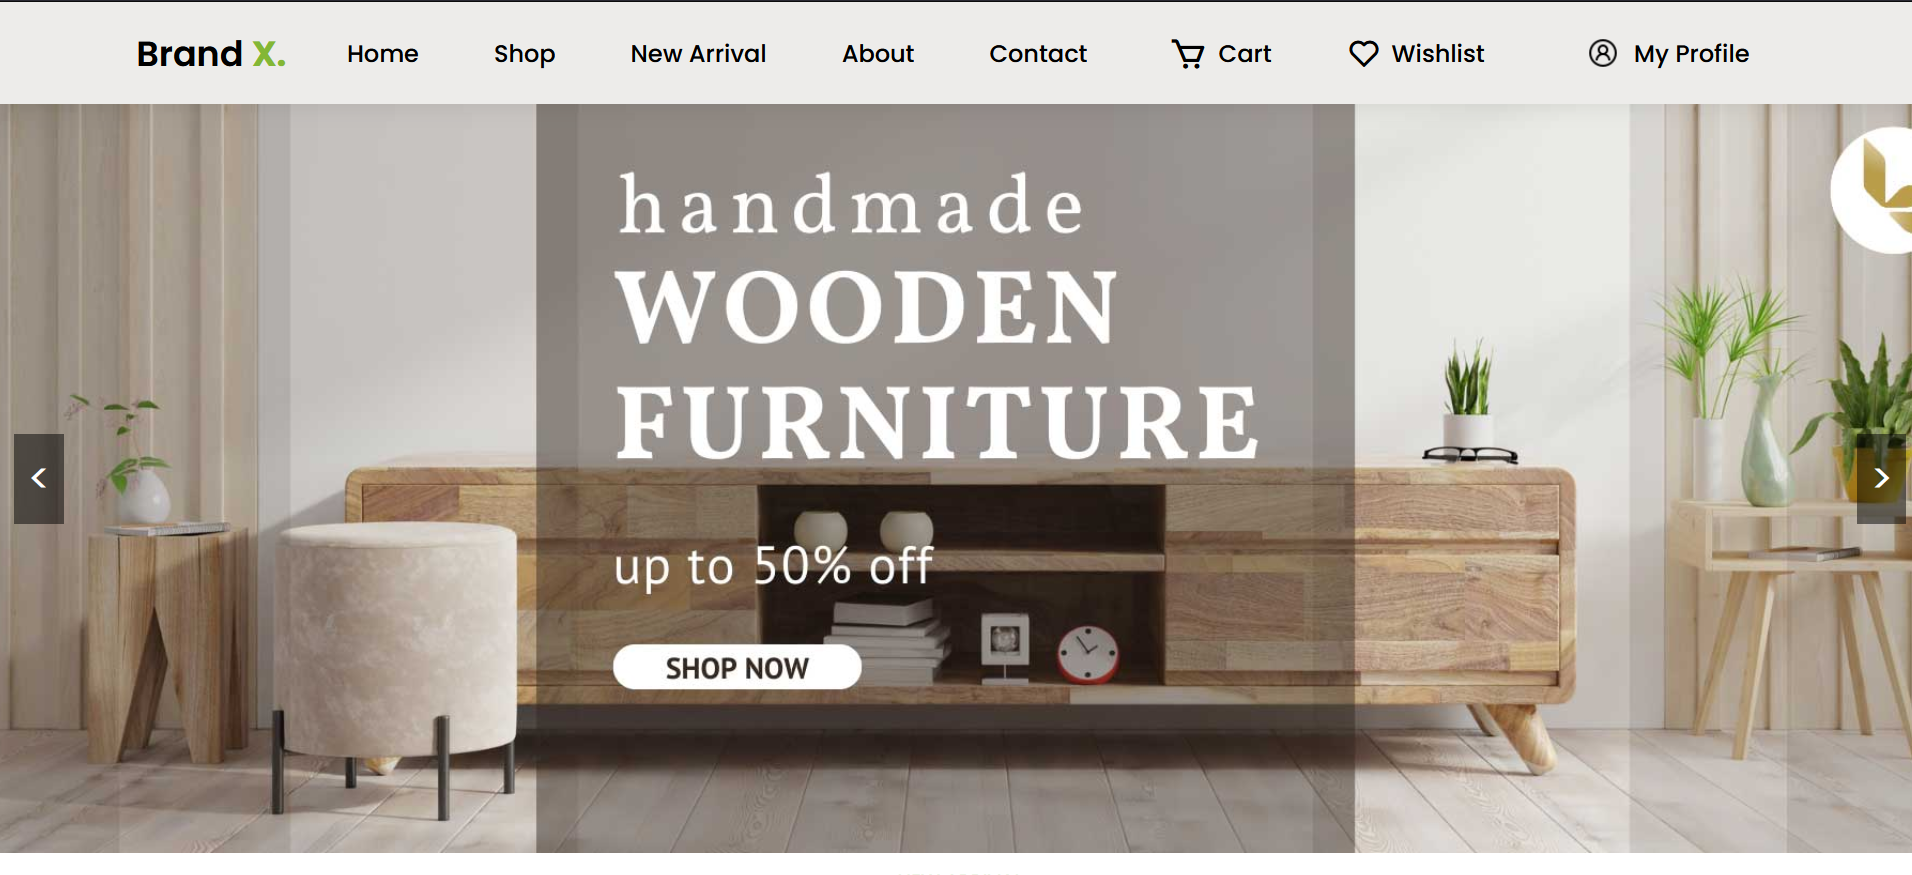 Brand X. Home Shop New Arrival About Contact Cart Wishlist My Profile
handmade
WOODEN
FURNITURE
up to 50% off
SHOP NOW